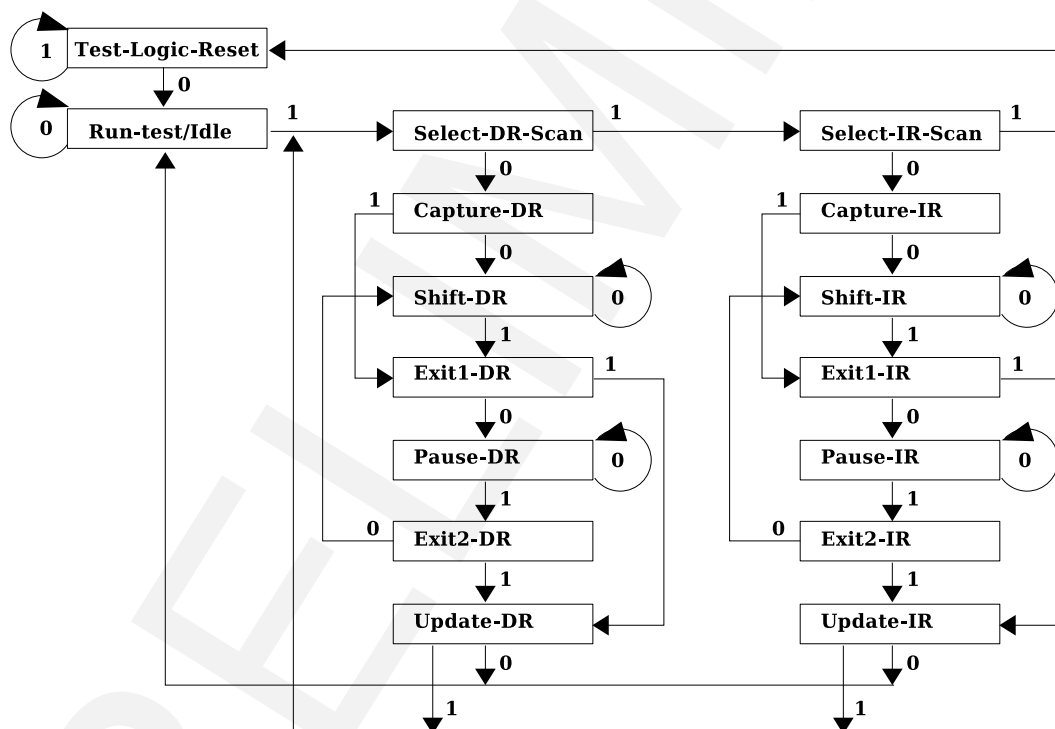 1 Test-Logic-Reset
0
0 Run-test/Idle 1 Select-DR-Scan 1 Select-IR-Scan 1
0 0
1 Capture-DR 1 Capture-IR
0 0
Shift-DR 0 Shift-IR 0
1 1
Exit1-DR 1 Exit1-IR 1
0 0
Pause-DR 0 Pause-IR 0
1 1
0 Exit2-DR 0 Exit2-IR
1 1
Update-DR Update-IR
0 0
1 1